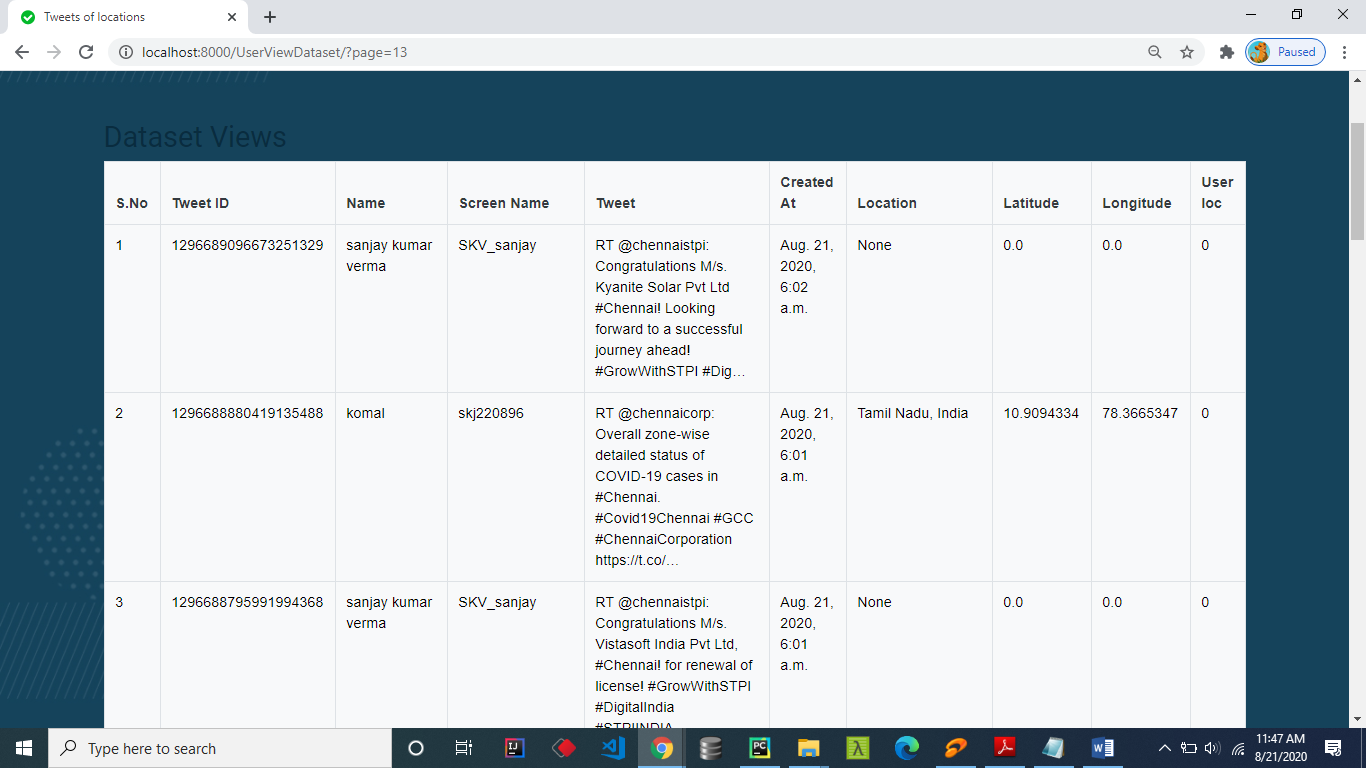 Tweets of locations
localhost:8000/UserViewDataset/?page=13
Paused
Dataset Views
S.No Tweet ID Name Screen Name Tweet Created At Location Latitude Longitude User loc
1 1296689096673251329 sanjay kumar verma SKV_sanjay
RT @chennaistpi:
Congratulations M/s.
Kyanite Solar Pvt Ltd
#Chennai! Looking
forward to a successful
journey ahead!
#GrowWithSTPI #Dig…
Aug. 21,
2020,
6:02
a.m.
None 0.0 0.0 0
2 1296688880419135488 komal skj220896
RT @chennaicorp:
Overall zone-wise
detailed status of
COVID-19 cases in
#Chennai.
#Covid19Chennai #GCC
#ChennaiCorporation
https://t.co/…
Aug. 21,
2020,
6:01
a.m.
Tamil Nadu, India 10.9094334 78.3665347 0
3 1296688795991994368 sanjay kumar verma SKV_sanjay
RT @chennaistpi:
Congratulations M/s.
Vistasoft India Pvt Ltd,
#Chennai! for renewal of
license! #GrowWithSTPI
#DigitalIndia
#STPIINDIA
Aug. 21,
2020,
6:01
a.m.
None 0.0 0.0 0
Type here to search
IJ
PC
11:47 AM
8/21/2020